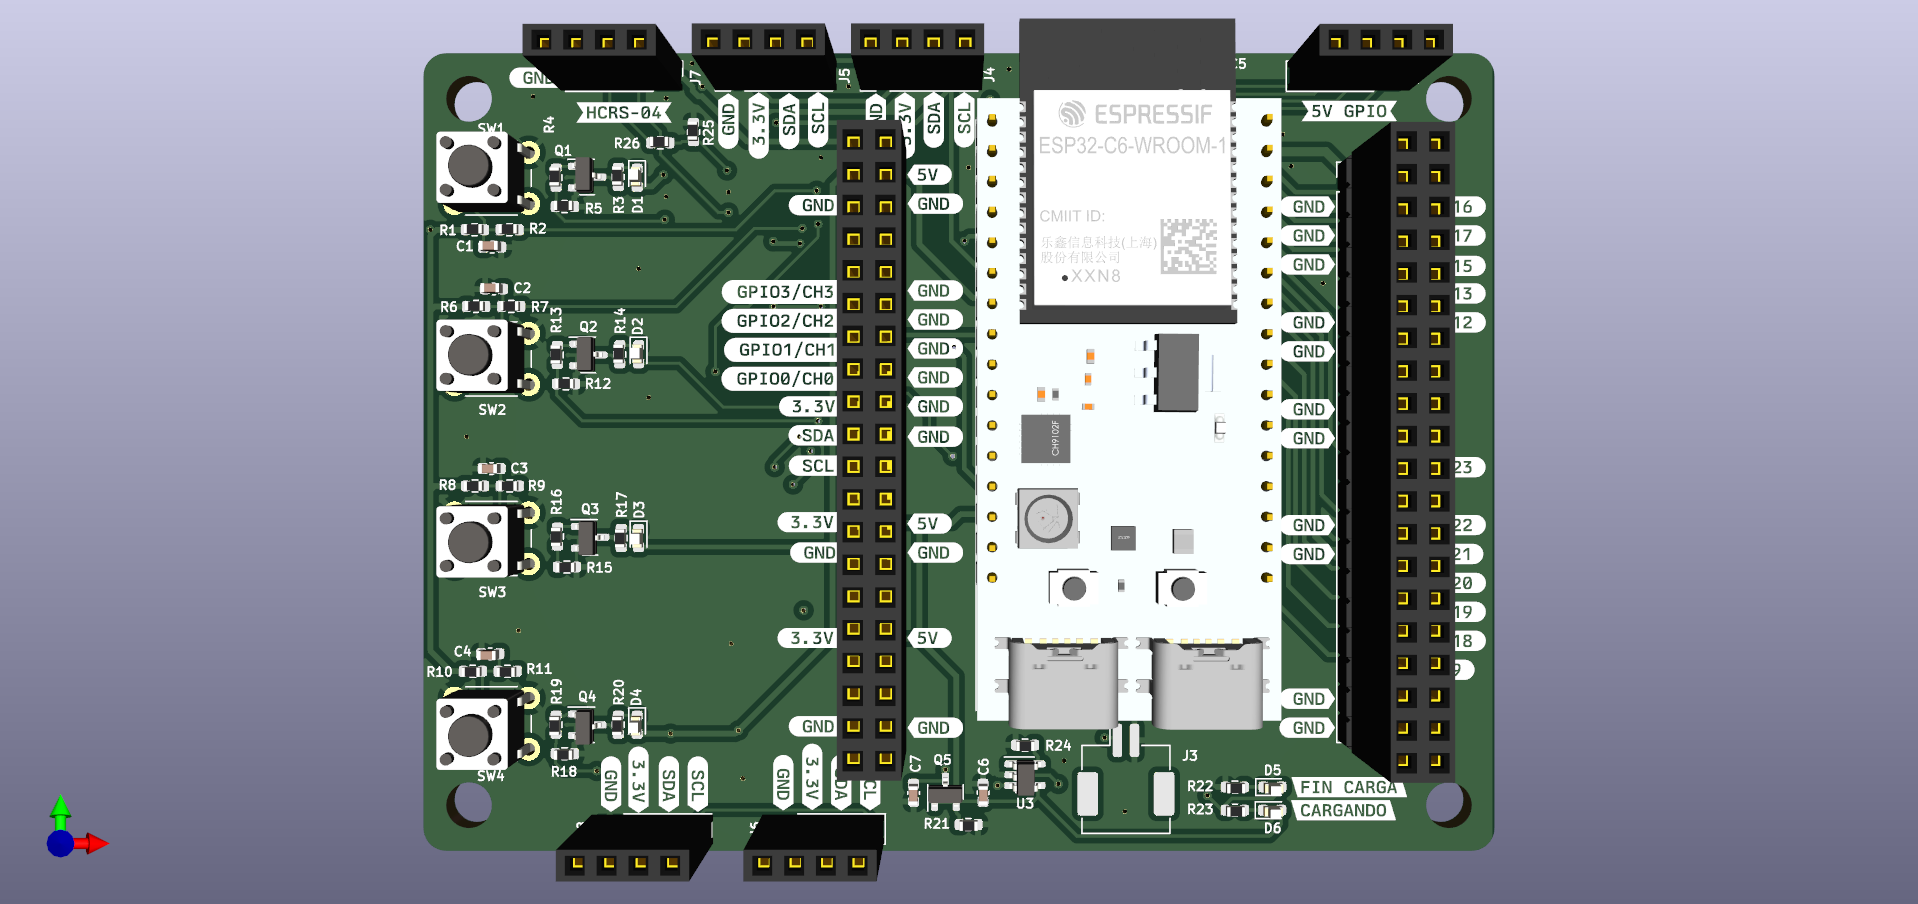 GND
J7
J5
J4
C5
HCRS-04
GND
3.3V
SDA
SCL
ND
3.3V
SDA
SCL
5V GPIO
SW1
R4
Q1
R26
R25
R5
R3
D1
R1
R2
C1
5V
GND
GND
ESPRESSIF
ESP32-C6-WROOM-1
CMIIT ID:
乐鑫信息科技(上海)
股份有限公司
XXN8
GND
16
GND
17
GND
15
13
GND
12
GND
GND
GND
23
GND
22
GND
21
20
19
18
GND
9
GND
C2
R6
R7
R13
Q2
R14
D2
R12
SW2
GPIO3/CH3
GND
GPIO2/CH2
GND
GPIO1/CH1
GND
GPIO0/CH0
GND
3.3V
GND
SDA
GND
SCL
3.3V
5V
GND
GND
3.3V
5V
GND
GND
CH9102F
C3
R8
R9
R16
Q3
R17
D3
R15
SW3
C4
R10
R11
R19
Q4
R20
D4
R18
SW4
GND
3.3V
SDA
SCL
GND
3.3V
DA
CL
C7
Q5
C6
R21
R24
U3
J3
R22
D5
FIN CARGA
R23
D6
CARGANDO